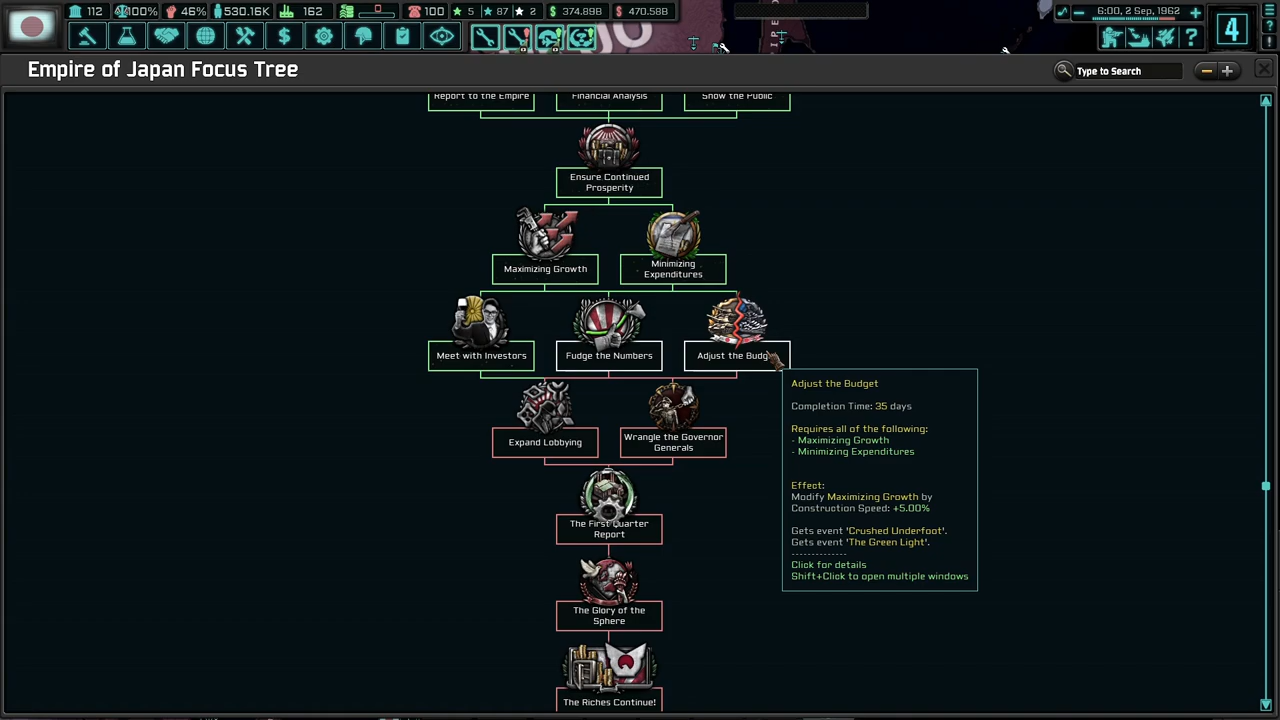 112 100% 46% 530.16K 162 100 5 87 2 $ 374.89B $ 470.58B 6:00, 2 Sep, 1962 4
Empire of Japan Focus Tree
Type to Search
Report to the Empire Financial Analysis Show the Public
Ensure Continued
Prosperity
Maximizing Growth
Minimizing
Expenditures
Meet with Investors Fudge the Numbers Adjust the Budg
Adjust the Budget
Completion Time: 35 days
Requires all of the following:
- Maximizing Growth
- Minimizing Expenditures
Effect:
Modify Maximizing Growth by
Construction Speed: +5.00%
Gets event 'Crushed Underfoot'.
Gets event 'The Green Light'.
--------------
Click for details
Shift+Click to open multiple windows
Expand Lobbying
Wrangle the Governor
Generals
The First Quarter
Report
The Glory of the
Sphere
The Riches Continue!